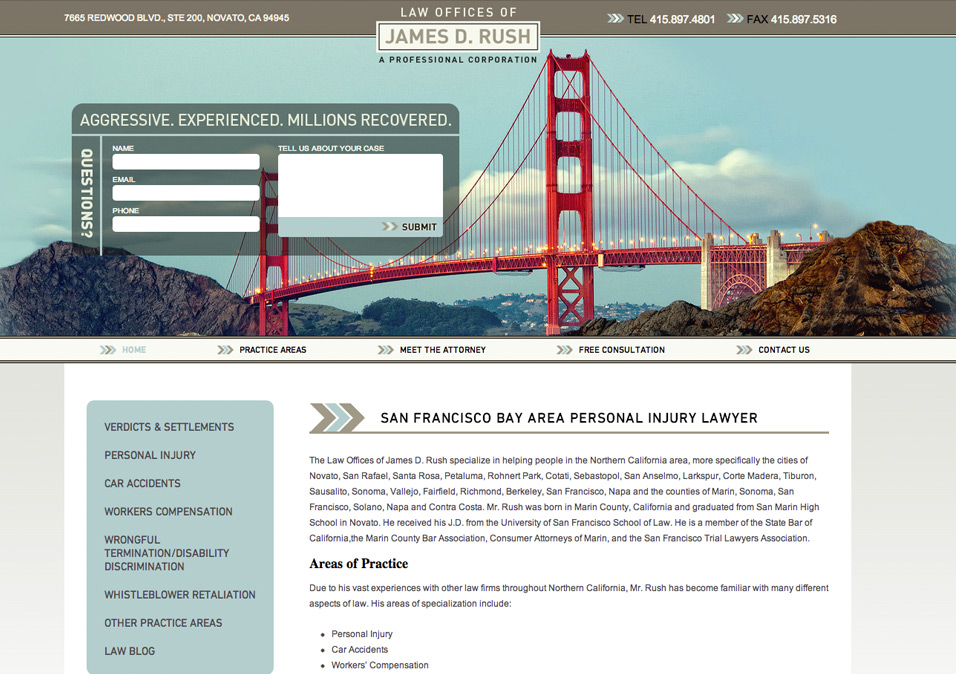 7665 REDWOOD BLVD., STE 200, NOVATO, CA 94945
LAW OFFICES OF
JAMES D. RUSH
A PROFESSIONAL CORPORATION
TEL 415.897.4801 FAX 415.897.5316
AGGRESSIVE. EXPERIENCED. MILLIONS RECOVERED.
QUESTIONS?
NAME
EMAIL
PHONE
TELL US ABOUT YOUR CASE
SUBMIT
HOME PRACTICE AREAS MEET THE ATTORNEY FREE CONSULTATION CONTACT US
VERDICTS & SETTLEMENTS
PERSONAL INJURY
CAR ACCIDENTS
WORKERS COMPENSATION
WRONGFUL
TERMINATION/DISABILITY
DISCRIMINATION
WHISTLEBLOWER RETALIATION
OTHER PRACTICE AREAS
LAW BLOG
SAN FRANCISCO BAY AREA PERSONAL INJURY LAWYER
The Law Offices of James D. Rush specialize in helping people in the Northern California area, more specifically the cities of
Novato, San Rafael, Santa Rosa, Petaluma, Rohnert Park, Cotati, Sebastopol, San Anselmo, Larkspur, Corte Madera, Tiburon,
Sausalito, Sonoma, Vallejo, Fairfield, Richmond, Berkeley, San Francisco, Napa and the counties of Marin, Sonoma, San
Francisco, Solano, Napa and Contra Costa. Mr. Rush was born in Marin County, California and graduated from San Marin High
School in Novato. He received his J.D. from the University of San Francisco School of Law. He is a member of the State Bar of
California,the Marin County Bar Association, Consumer Attorneys of Marin, and the San Francisco Trial Lawyers Association.
Areas of Practice
Due to his vast experiences with other law firms throughout Northern California, Mr. Rush has become familiar with many different
aspects of law. His areas of specialization include:
• Personal Injury
• Car Accidents
• Workers' Compensation